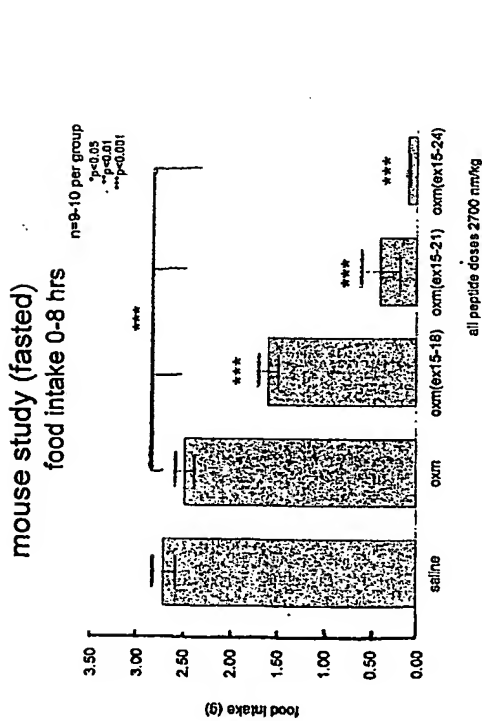 mouse study (fasted)
food intake 0-8 hrs
n=9-10 per group
*p<0.05
**p<0.01
***p<0.001
***
***
***
***
food intake (g)
3.50
3.00
2.50
2.00
1.50
1.00
0.50
0.00
saline
oxm
oxm(ex15-18)
oxm(ex15-21)
oxm(ex15-24)
all peptide doses 2700 nm/kg